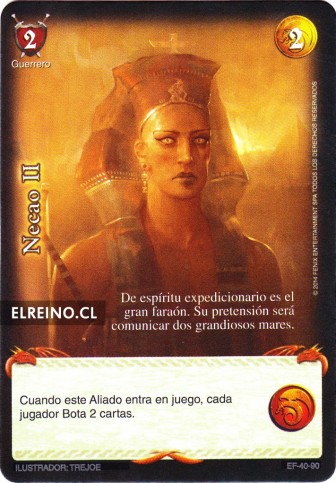 2
Guerrero
2
Necao II
© 2014 FENIX ENTERTAINMENT SPA TODOS LOS DERECHOS RESERVADOS
De espíritu expedicionario es el
gran faraón. Su pretensión será
comunicar dos grandiosos mares.
ELREINO.CL
Cuando este Aliado entra en juego, cada
jugador Bota 2 cartas.
ILUSTRADOR: TREJOE
EF-40-90